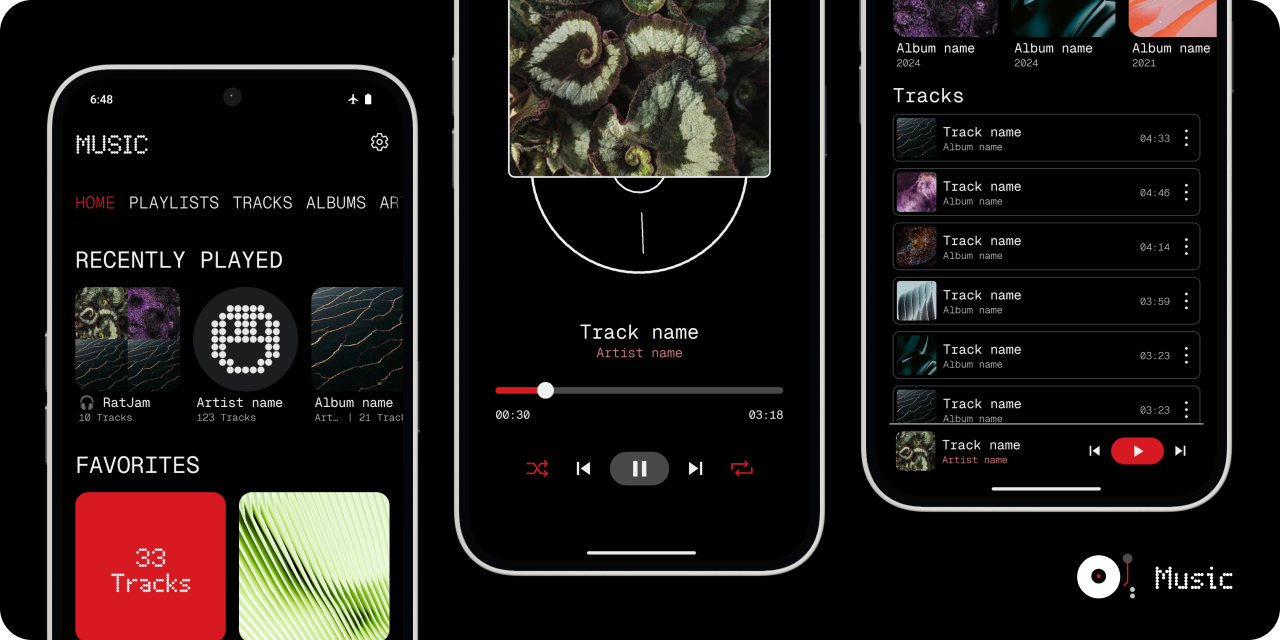 6:48
MUSIC
HOME PLAYLISTS TRACKS ALBUMS AR
RECENTLY PLAYED
🎧 RatJam
10 Tracks
Artist name
123 Tracks
Album name
Art… | 21 Track
FAVORITES
33
Tracks
Track name
Artist name
00:30 03:18
Album name
2024
Album name
2024
Album name
2021
Tracks
Track name 04:33
Album name
Track name 04:46
Album name
Track name 04:14
Album name
Track name 03:59
Album name
Track name 03:23
Album name
Track name 03:23
Album name
Track name
Artist name
Music